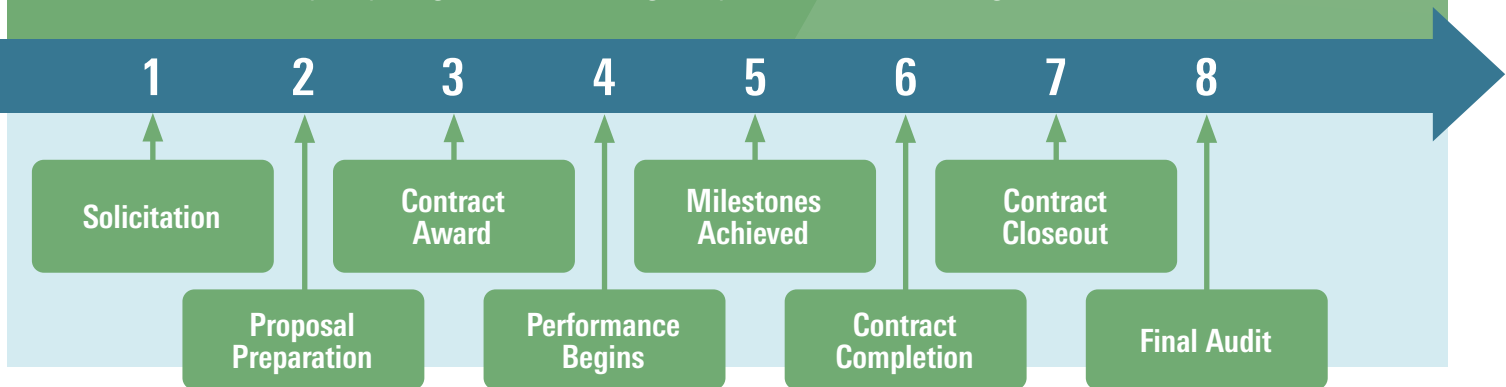 1 2 3 4 5 6 7 8
Solicitation
Proposal
Preparation
Contract
Award
Performance
Begins
Milestones
Achieved
Contract
Completion
Contract
Closeout
Final Audit